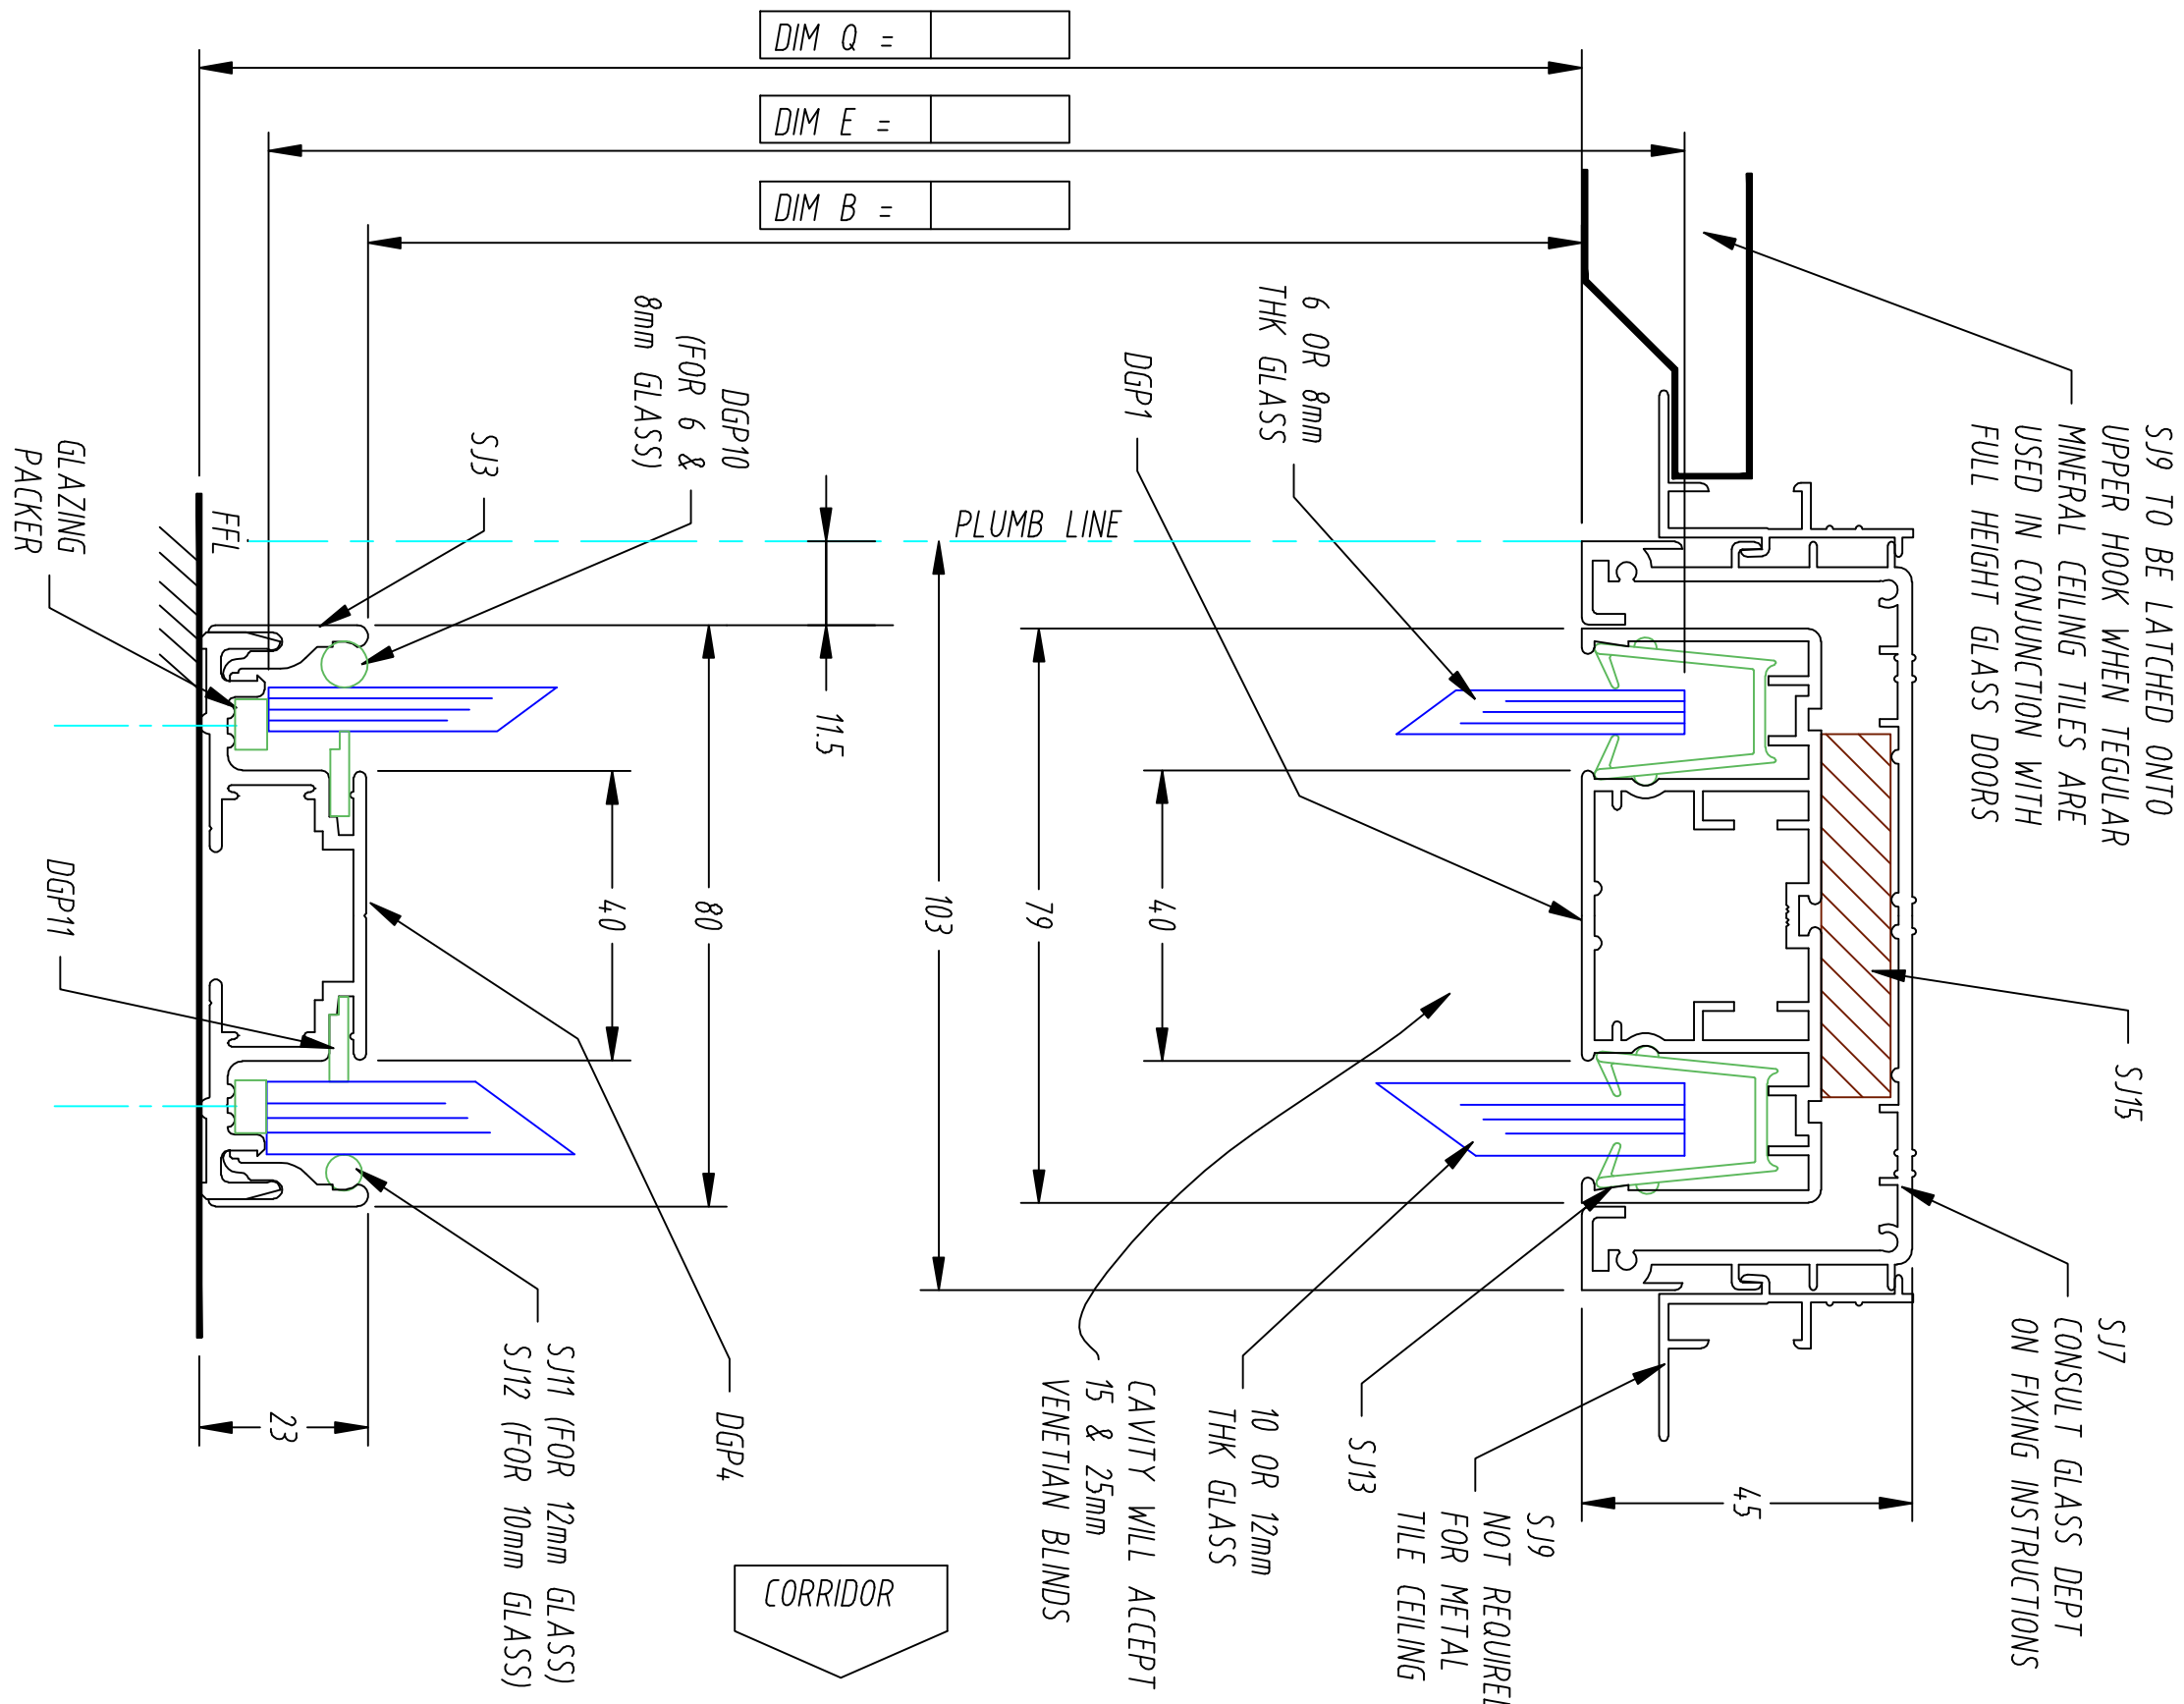 DIM Q =
DIM E =
DIM B =
SJ9 TO BE LATCHED ONTO
UPPER HOOK WHEN TEGULAR
MINERAL CEILING TILES ARE
USED IN CONJUNCTION WITH
FULL HEIGHT GLASS DOORS
6 OR 8mm
THK GLASS
DGP1
DGP10
(FOR 6 &
8mm GLASS)
SJ3
GLAZING
PACKER
FFL
PLUMB LINE
11.5
40
80
103
79
40
DGP11
SJ15
SJ7
CONSULT GLASS DEPT
ON FIXING INSTRUCTIONS
45
SJ9
NOT REQUIRED
FOR METAL
TILE CEILING
SJ13
10 OR 12mm
THK GLASS
CAVITY WILL ACCEPT
15 & 25mm
VENETIAN BLINDS
DGP4
SJ11 (FOR 12mm GLASS)
SJ12 (FOR 10mm GLASS)
23
CORRIDOR